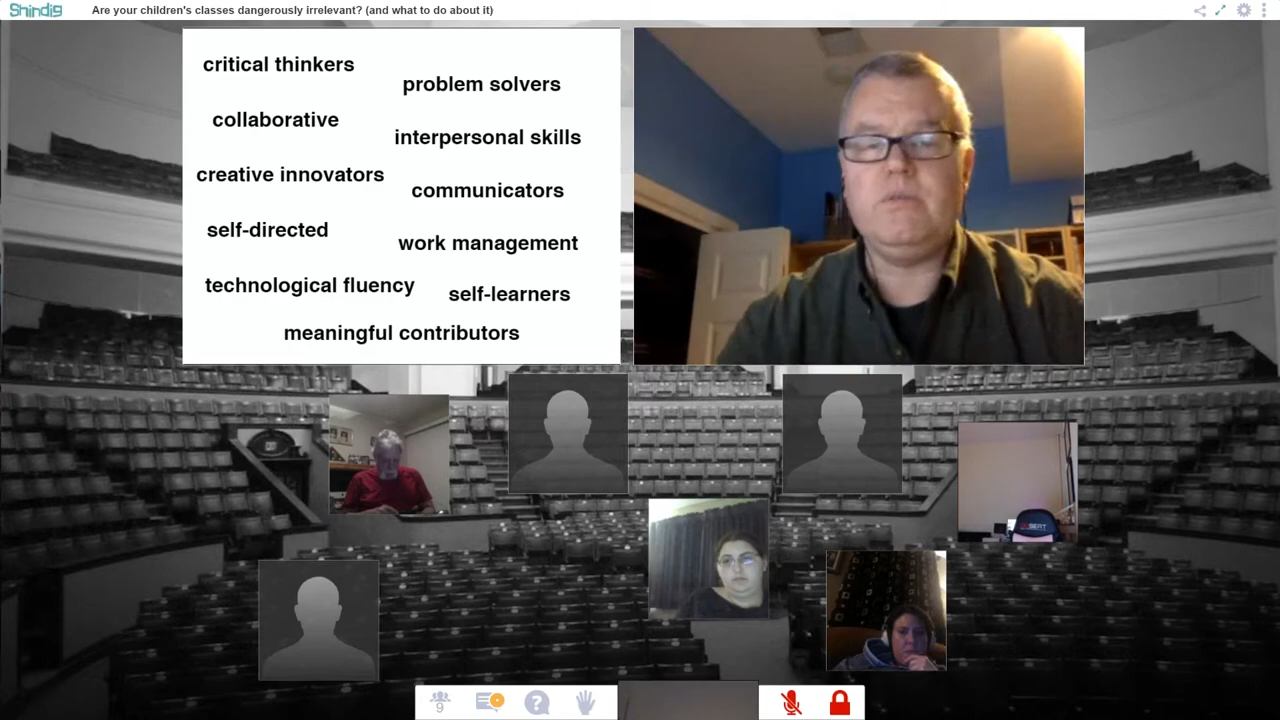 Shindig
Are your children's classes dangerously irrelevant? (and what to do about it)
critical thinkers
problem solvers
collaborative
interpersonal skills
creative innovators
communicators
self-directed
work management
technological fluency
self-learners
meaningful contributors
9